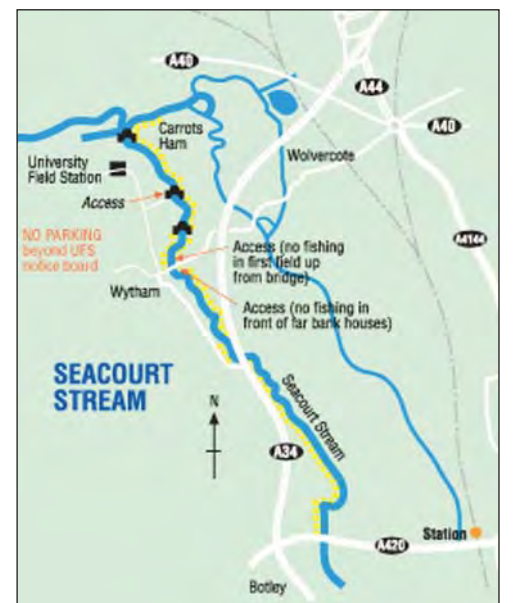 A40
A44
Carrots
Ham
A40
Wolvercote
University
Field Station
Access
A4144
NO PARKING
beyond UFS
notice board
Access (no fishing
in first field up
from bridge)
Wytham
Access (no fishing in
front of far bank houses)
SEACOURT
STREAM
Seacourt Stream
N
A34
Station
A420
Botley